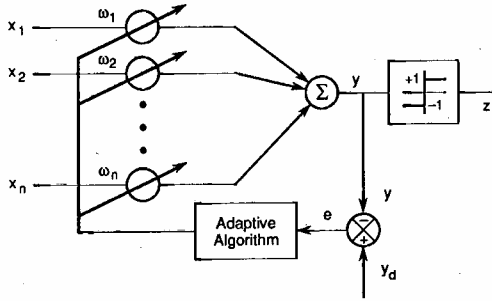 x1 ω1
x2 ω2
Σ y +1 −1 z
xn ωn
y
Adaptive
Algorithm
e − +
yd